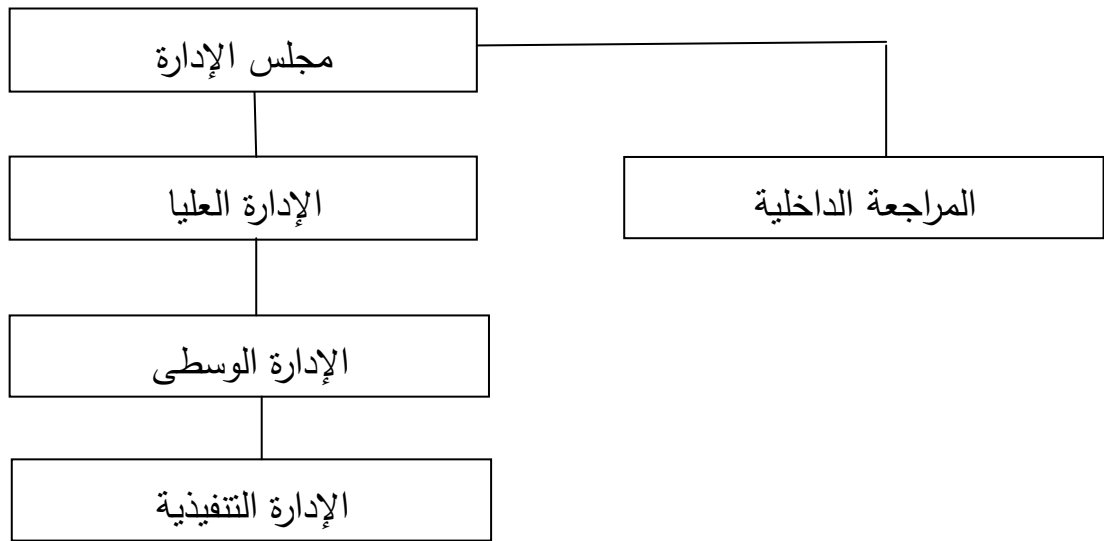 مجلس الإدارة
الإدارة العليا
المراجعة الداخلية
الإدارة الوسطى
الإدارة التنفيذية